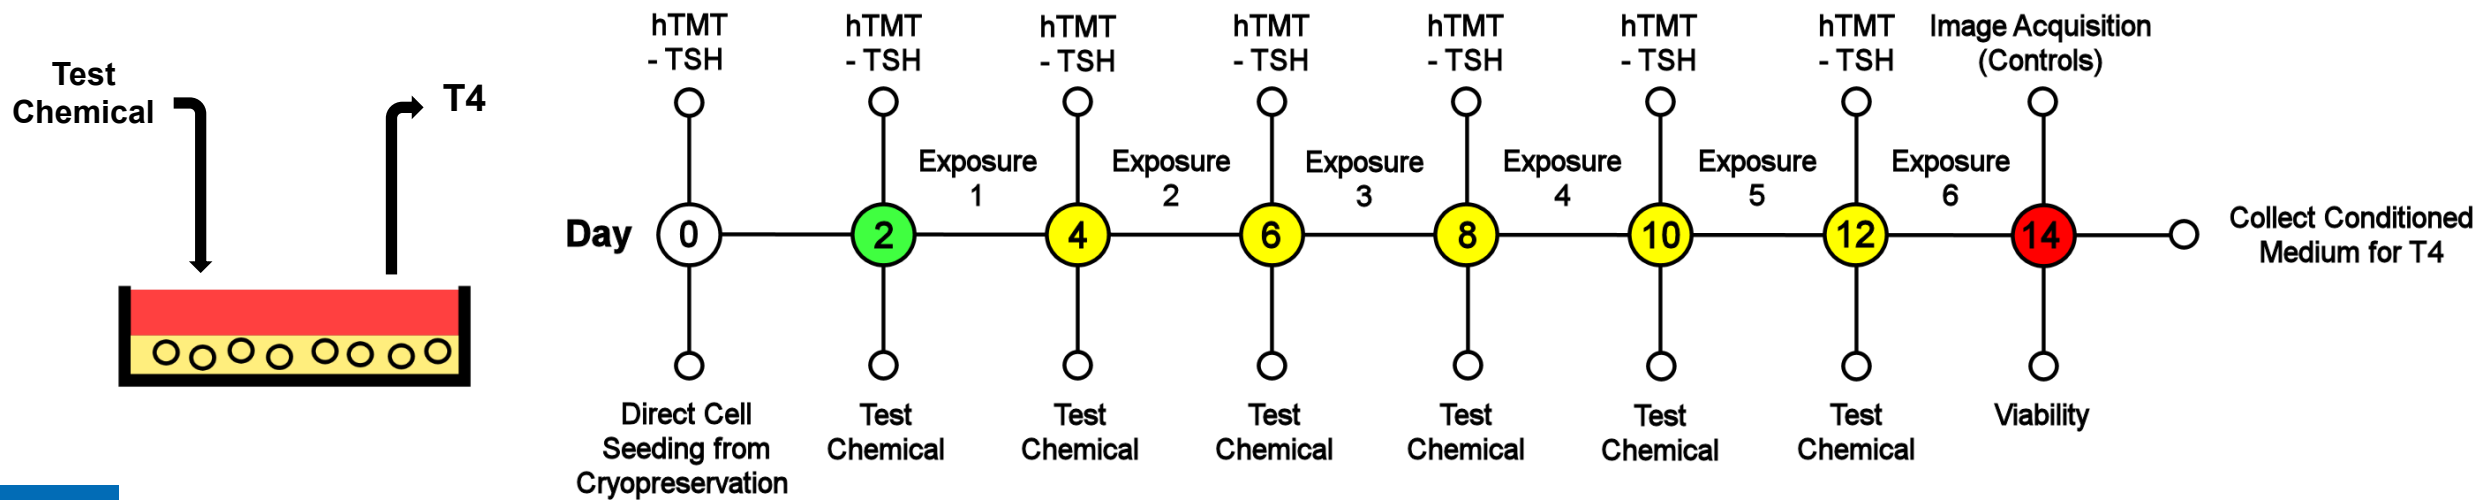 Test
Chemical
T4
hTMT
- TSH
hTMT
- TSH
hTMT
- TSH
hTMT
- TSH
hTMT
- TSH
hTMT
- TSH
hTMT
- TSH
Image Acquisition
(Controls)
Exposure
1
Exposure
2
Exposure
3
Exposure
4
Exposure
5
Exposure
6
Day
0
2
4
6
8
10
12
14
Collect Conditioned
Medium for T4
Direct Cell
Seeding from
Cryopreservation
Test
Chemical
Test
Chemical
Test
Chemical
Test
Chemical
Test
Chemical
Test
Chemical
Viability